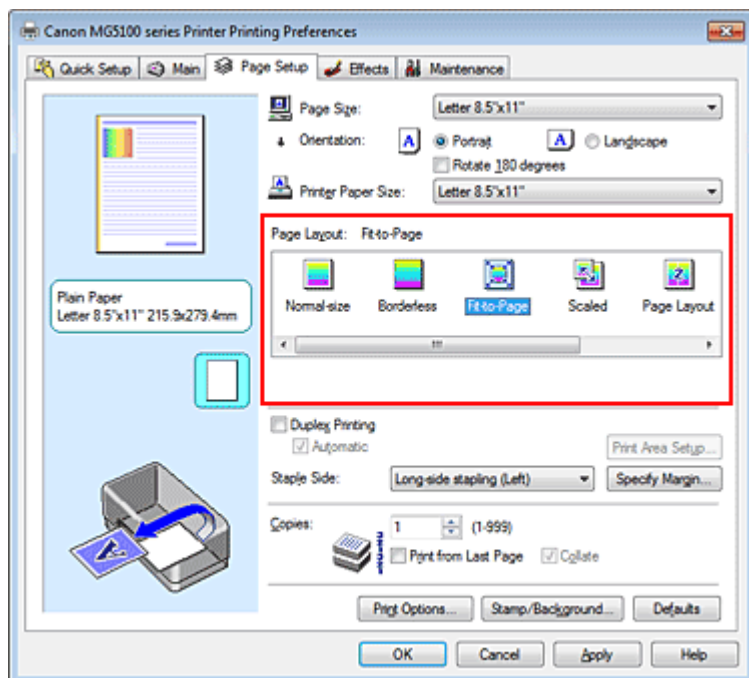 Canon MG5100 series Printer Printing Preferences
Quick Setup Main Page Setup Effects Maintenance
Page Size: Letter 8.5"x11"
Orientation: A Portrait A Landscape
Rotate 180 degrees
Printer Paper Size: Letter 8.5"x11"
Page Layout: Fit-to-Page
Normal-size Borderless Fit-to-Page Scaled Page Layout
Plain Paper
Letter 8.5"x11" 215.9x279.4mm
Duplex Printing
Automatic
Print Area Setup...
Staple Side: Long-side stapling (Left) Specify Margin...
Copies: 1 (1-999)
Print from Last Page Collate
Print Options... Stamp/Background... Defaults
OK Cancel Apply Help